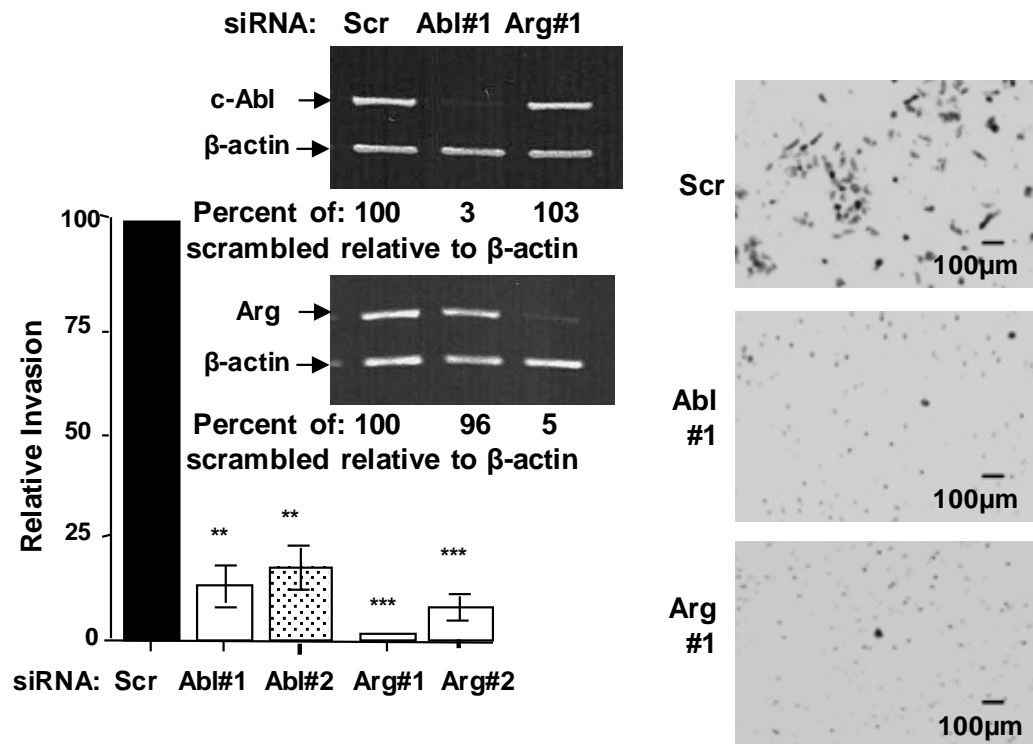 siRNA: Scr Abl#1 Arg#1
c-Abl
β-actin
Percent of: 100 3 103
scrambled relative to β-actin
Arg
β-actin
Percent of: 100 96 5
scrambled relative to β-actin
Relative Invasion
100
75
50
25
0
**
**
***
***
siRNA: Scr Abl#1 Abl#2 Arg#1 Arg#2
Scr
100µm
Abl
#1
100µm
Arg
#1
100µm